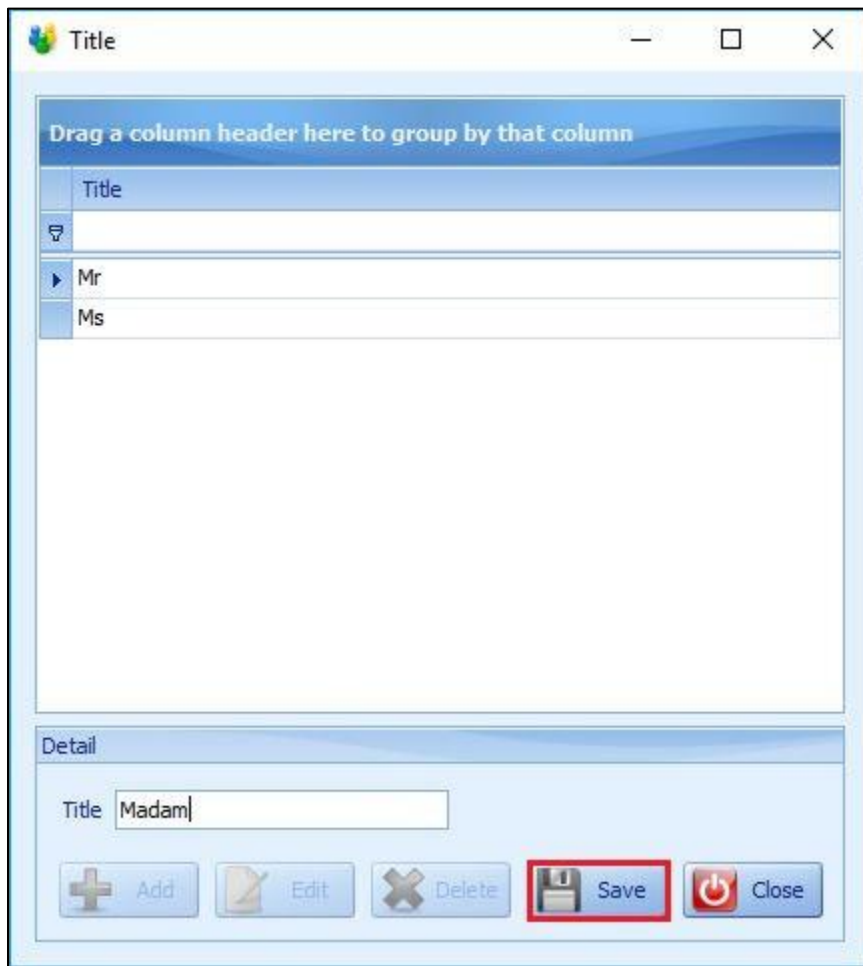 Title
Drag a column header here to group by that column
Title
Mr
Ms
Detail
Title Madam
Add Edit Delete Save Close